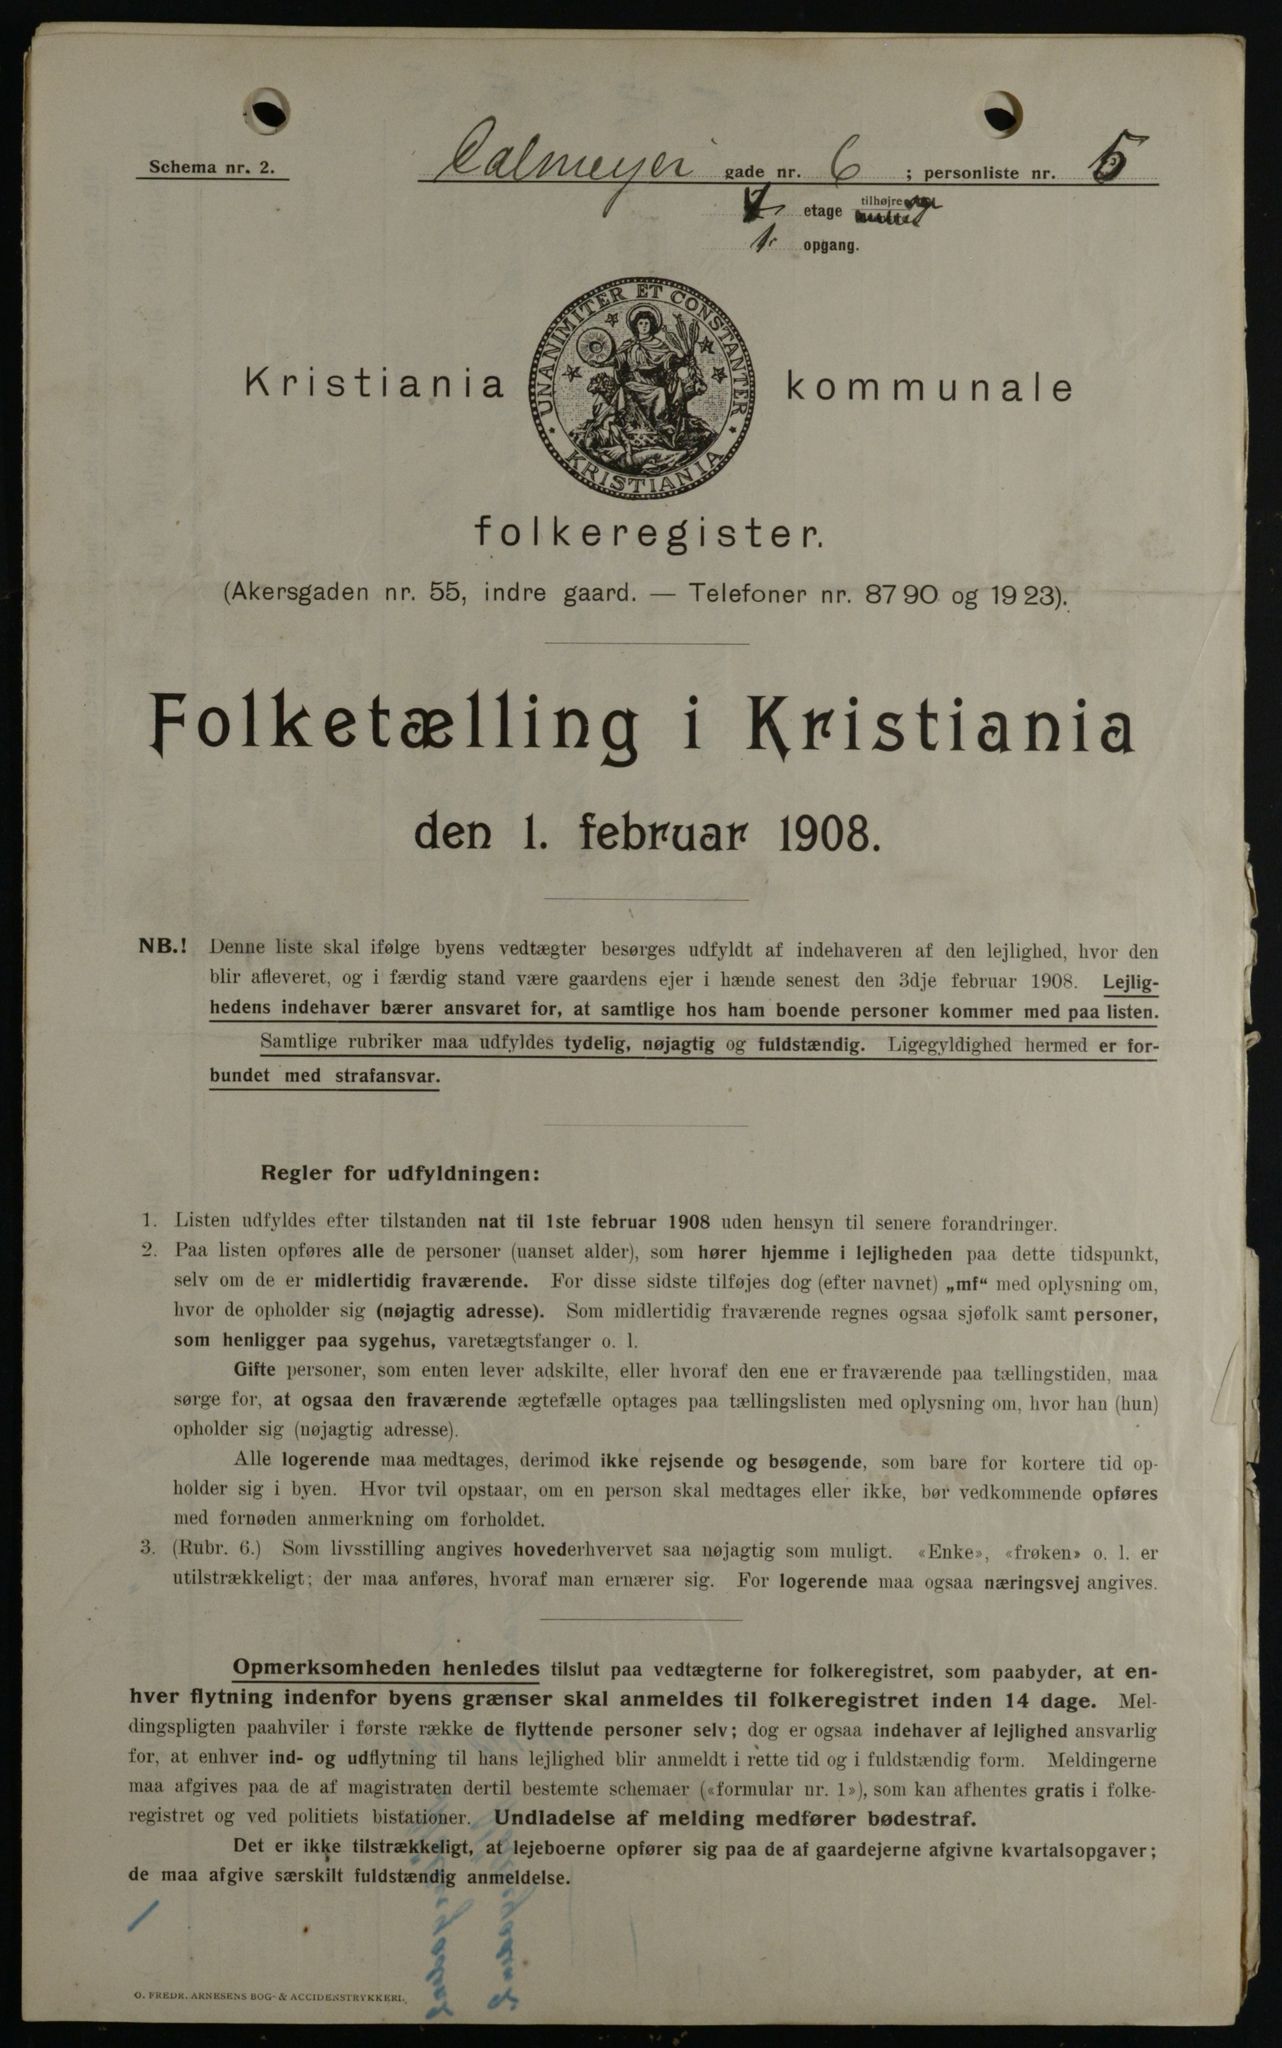 Schema nr. 2.
Calmeyer gade nr. 6 ; personliste nr. 5
etage tilhøjre
1. opgang.
UNANIMITER ET CONSTANTER
KRISTIANIA
Kristiania kommunale
folkeregister.
(Akersgaden nr. 55, indre gaard. — Telefoner nr. 8790 og 1923).
Folketælling i Kristiania
den 1. februar 1908.
NB.! Denne liste skal ifølge byens vedtægter besørges udfyldt af indehaveren af den lejlighed, hvor den
blir afleveret, og i færdig stand være gaardens ejer i hænde senest den 3dje februar 1908. Lejlig-
hedens indehaver bærer ansvaret for, at samtlige hos ham boende personer kommer med paa listen.
Samtlige rubriker maa udfyldes tydelig, nøjagtig og fuldstændig. Ligegyldighed hermed er for-
bundet med strafansvar.
Regler for udfyldningen:
1. Listen udfyldes efter tilstanden nat til 1ste februar 1908 uden hensyn til senere forandringer.
2. Paa listen opføres alle de personer (uanset alder), som hører hjemme i lejligheden paa dette tidspunkt,
selv om de er midlertidig fraværende. For disse sidste tilføjes dog (efter navnet) „mf“ med oplysning om,
hvor de opholder sig (nøjagtig adresse). Som midlertidig fraværende regnes ogsaa sjøfolk samt personer,
som henligger paa sygehus, varetægtsfanger o. l.
Gifte personer, som enten lever adskilte, eller hvoraf den ene er fraværende paa tællingstiden, maa
sørge for, at ogsaa den fraværende ægtefælle optages paa tællingslisten med oplysning om, hvor han (hun)
opholder sig (nøjagtig adresse).
Alle logerende maa medtages, derimod ikke rejsende og besøgende, som bare for kortere tid op-
holder sig i byen. Hvor tvil opstaar, om en person skal medtages eller ikke, bør vedkommende opføres
med fornøden anmerkning om forholdet.
3. (Rubr. 6.) Som livsstilling angives hovederhvervet saa nøjagtig som muligt. «Enke», «frøken» o. l. er
utilstrækkeligt; der maa anføres, hvoraf man ernærer sig. For logerende maa ogsaa næringsvej angives.
Opmerksomheden henledes tilslut paa vedtægterne for folkeregistret, som paabyder, at en-
hver flytning indenfor byens grænser skal anmeldes til folkeregistret inden 14 dage. Mel-
dingspligten paahviler i første række de flyttende personer selv; dog er ogsaa indehaver af lejlighed ansvarlig
for, at enhver ind- og udflytning til hans lejlighed blir anmeldt i rette tid og i fuldstændig form. Meldingerne
maa afgives paa de af magistraten dertil bestemte schemaer («formular nr. 1»), som kan afhentes gratis i folke-
registret og ved politiets bistationer. Undladelse af melding medfører bødestraf.
Det er ikke tilstrækkeligt, at lejeboerne opfører sig paa de af gaardejerne afgivne kvartalsopgaver;
de maa afgive særskilt fuldstændig anmeldelse.
O. FREDR. ARNESENS BOG- & ACCIDENSTRYKKERI.